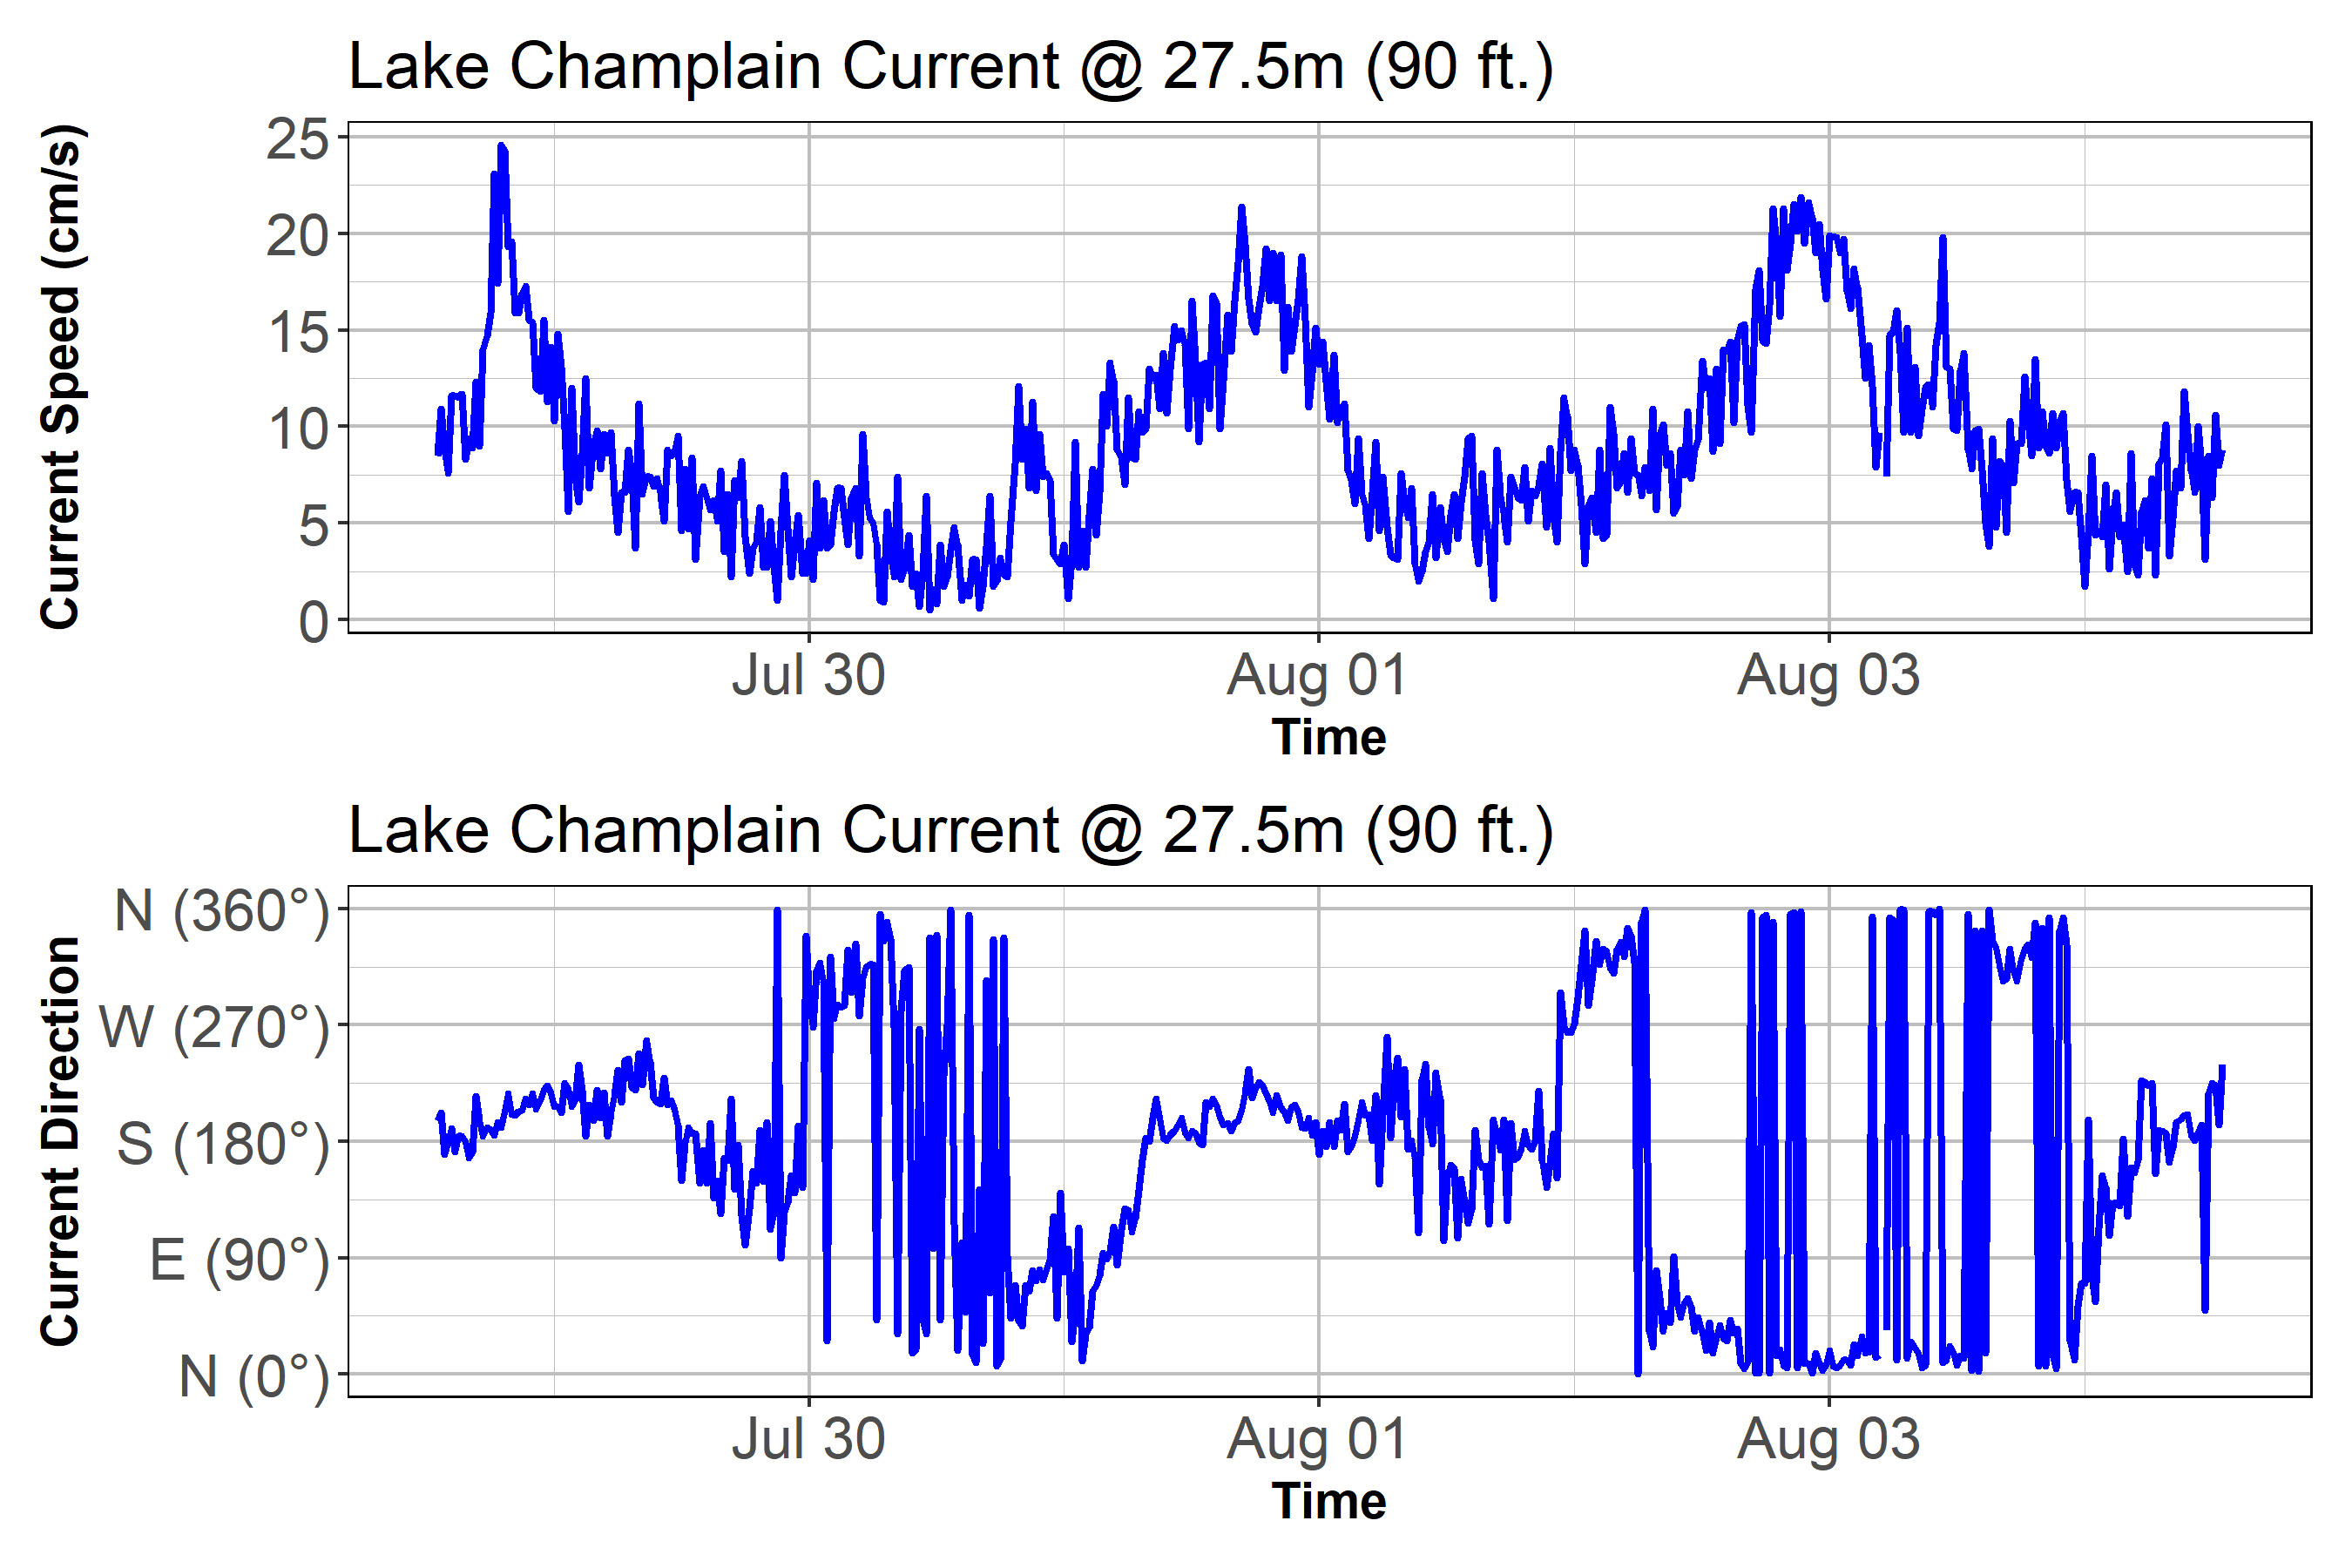 Lake Champlain Current @ 27.5m (90 ft.)
Current Speed (cm/s)
25
20
15
10
5
0
Jul 30 Aug 01 Aug 03
Time
Lake Champlain Current @ 27.5m (90 ft.)
Current Direction
N (360°)
W (270°)
S (180°)
E (90°)
N (0°)
Jul 30 Aug 01 Aug 03
Time